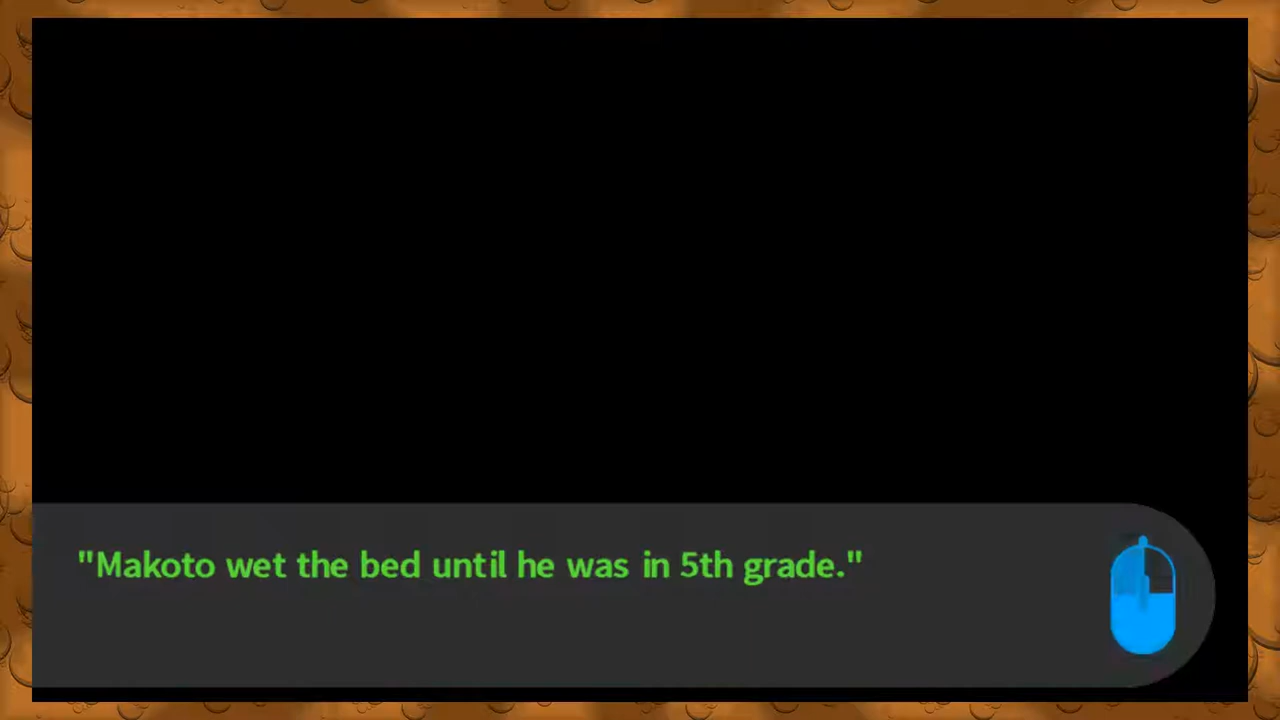 "Makoto wet the bed until he was in 5th grade."